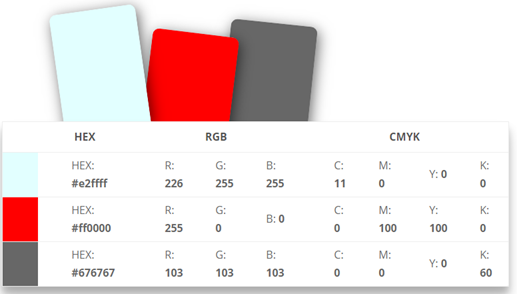 HEX RGB CMYK
HEX: R: G: B: C: M: Y: 0 K:
#e2ffff 226 255 255 11 0 0
HEX: R: G: B: 0 C: M: Y: K:
#ff0000 255 0 0 100 100 0
HEX: R: G: B: C: M: Y: 0 K:
#676767 103 103 103 0 0 60